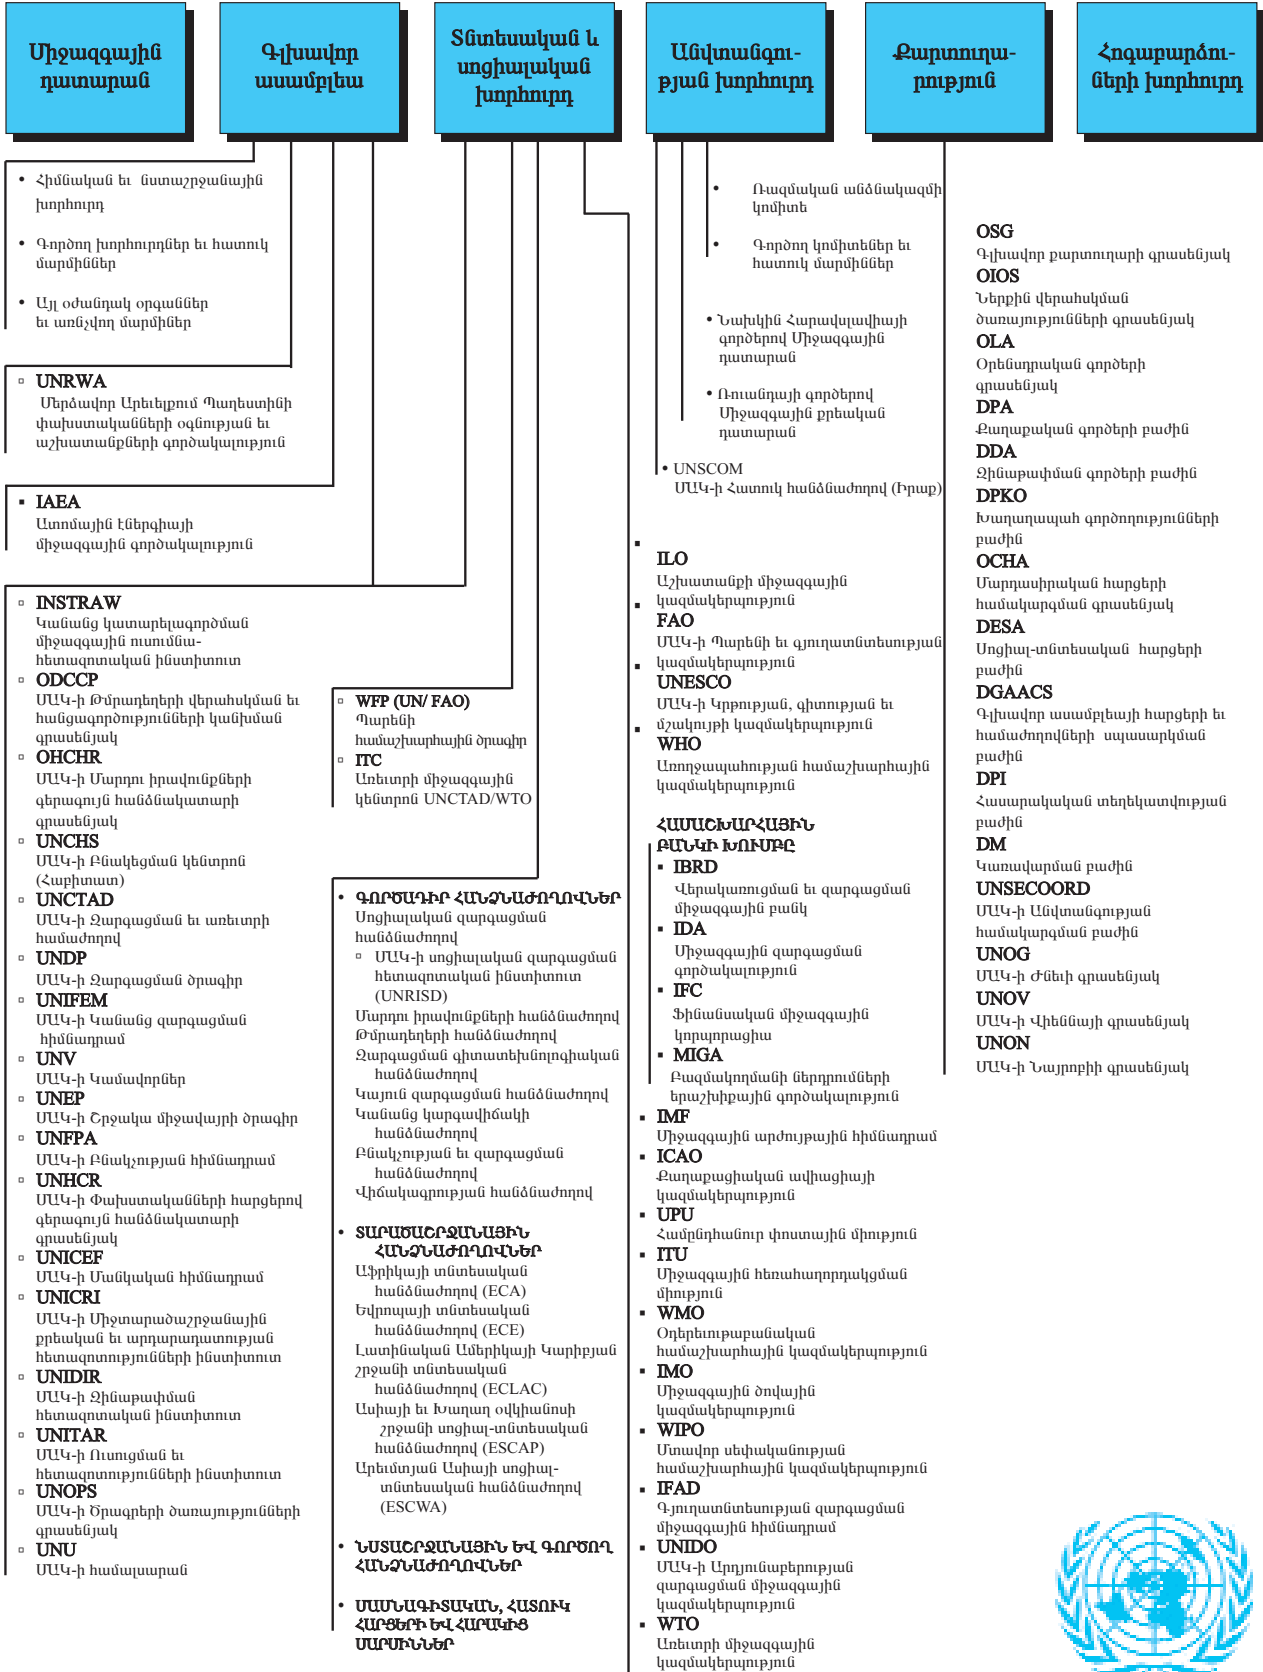 Միջազգային
դատարան
Գլխավոր
ասամբլեա
Տնտեսական և
սոցիալական
խորհուրդ
Անվտանգու-
թյան խորհուրդ
Քարտուղա-
րություն
Հոգաբարձու-
ների խորհուրդ
• Հիմնական եւ նստաշրջանային
խորհուրդ
• Գործող խորհուրդներ եւ հատուկ
մարմիններ
• Այլ օժանդակ օրգաններ
եւ առնչվող մարմիներ
▫ UNRWA
Մերձավոր Արեւելքում Պաղեստինի
փախստականների օգնության եւ
աշխատանքների գործակալություն
▪ IAEA
Ատոմային էներգիայի
միջազգային գործակալություն
▫ INSTRAW
Կանանց կատարելագործման
միջազգային ուսումնա-
հետազոտական ինստիտուտ
▫ ODCCP
ՄԱԿ-ի Թմրադեղերի վերահսկման եւ
հանցագործությունների կանխման
գրասենյակ
▫ OHCHR
ՄԱԿ-ի Մարդու իրավունքների
գերագույն հանձնակատարի
գրասենյակ
▫ UNCHS
ՄԱԿ-ի Բնակեցման կենտրոն
(Հաբիտատ)
▫ UNCTAD
ՄԱԿ-ի Զարգացման եւ առեւտրի
համաժողով
▫ UNDP
ՄԱԿ-ի Զարգացման ծրագիր
▫ UNIFEM
ՄԱԿ-ի Կանանց զարգացման
հիմնադրամ
▫ UNV
ՄԱԿ-ի Կամավորներ
▫ UNEP
ՄԱԿ-ի Շրջակա միջավայրի ծրագիր
▫ UNFPA
ՄԱԿ-ի Բնակչության հիմնադրամ
▫ UNHCR
ՄԱԿ-ի Փախստականների հարցերով
գերագույն հանձնակատարի
գրասենյակ
▫ UNICEF
ՄԱԿ-ի Մանկական հիմնադրամ
▫ UNICRI
ՄԱԿ-ի Միջտարածաշրջանային
քրեական եւ արդարադատության
հետազոտությունների ինստիտուտ
▫ UNIDIR
ՄԱԿ-ի Զինաթափման
հետազոտական ինստիտուտ
▫ UNITAR
ՄԱԿ-ի Ուսուցման եւ
հետազոտությունների ինստիտուտ
▫ UNOPS
ՄԱԿ-ի Ծրագրերի ծառայությունների
գրասենյակ
▫ UNU
ՄԱԿ-ի համալսարան
▫ WFP (UN/ FAO)
Պարենի
համաշխարհային ծրագիր
▫ ITC
Առեւտրի միջազգային
կենտրոն UNCTAD/WTO
• ԳՈՐԾԱԴԻՐ ՀԱՆՁՆԱԺՈՂՈՎՆԵՐ
Սոցիալական զարգացման
հանձնաժողով
▫ ՄԱԿ-ի սոցիալական զարգացման
հետազոտական ինստիտուտ
(UNRISD)
Մարդու իրավունքների հանձնաժողով
Թմրադեղերի հանձնաժողով
Զարգացման գիտատեխնոլոգիական
հանձնաժողով
Կայուն զարգացման հանձնաժողով
Կանանց կարգավիճակի
հանձնաժողով
Բնակչության եւ զարգացման
հանձնաժողով
Վիճակագրության հանձնաժողով
• ՏԱՐԱԾԱՇՐՋԱՆԱՅԻՆ
ՀԱՆՁՆԱԺՈՂՈՎՆԵՐ
Աֆրիկայի տնտեսական
հանձնաժողով (ECA)
Եվրոպայի տնտեսական
հանձնաժողով (ECE)
Լատինական Ամերիկայի Կարիբյան
շրջանի տնտեսական
հանձնաժողով (ECLAC)
Ասիայի եւ Խաղաղ օվկիանոսի
շրջանի սոցիալ-տնտեսական
հանձնաժողով (ESCAP)
Արեւմտյան Ասիայի սոցիալ-
տնտեսական հանձնաժողով
(ESCWA)
• ՆՍՏԱՇՐՋԱՆԱՅԻՆ ԵՎ ԳՈՐԾՈՂ
ՀԱՆՁՆԱԺՈՂՈՎՆԵՐ
• ՄԱՍՆԱԳԻՏԱԿԱՆ, ՀԱՏՈՒԿ
ՀԱՐՑԵՐԻ ԵՎ ՀԱՐԱԿԻՑ
ՄԱՐՄԻՆՆԵՐ
• Ռազմական անձնակազմի
կոմիտե
• Գործող կոմիտեներ եւ
հատուկ մարմիններ
• Նախկին Հարավսլավիայի
գործերով Միջազգային
դատարան
• Ռուանդայի գործերով
Միջազգային քրեական
դատարան
• UNSCOM
ՄԱԿ-ի Հատուկ հանձնաժողով (Իրաք)
▪ ILO
Աշխատանքի միջազգային
կազմակերպություն
▪ FAO
ՄԱԿ-ի Պարենի եւ գյուղատնտեսության
կազմակերպություն
▪ UNESCO
ՄԱԿ-ի Կրթության, գիտության եւ
մշակույթի կազմակերպություն
▪ WHO
Առողջապահության համաշխարհային
կազմակերպություն
ՀԱՄԱՇԽԱՐՀԱՅԻՆ
ԲԱՆԿԻ ԽՈՒՄԲԸ
▪ IBRD
Վերակառուցման եւ զարգացման
միջազգային բանկ
▪ IDA
Միջազգային զարգացման
գործակալություն
▪ IFC
Ֆինանսական միջազգային
կորպորացիա
▪ MIGA
Բազմակողմանի ներդրումների
երաշխիքային գործակալություն
▪ IMF
Միջազգային արժույթային հիմնադրամ
▪ ICAO
Քաղաքացիական ավիացիայի
կազմակերպություն
▪ UPU
Համընդհանուր փոստային միություն
▪ ITU
Միջազգային հեռահաղորդակցման
միություն
▪ WMO
Օդերեւութաբանական
համաշխարհային կազմակերպություն
▪ IMO
Միջազգային ծովային
կազմակերպություն
▪ WIPO
Մտավոր սեփականության
համաշխարհային կազմակերպություն
▪ IFAD
Գյուղատնտեսության զարգացման
միջազգային հիմնադրամ
▪ UNIDO
ՄԱԿ-ի Արդյունաբերության
զարգացման միջազգային
կազմակերպություն
▪ WTO
Առեւտրի միջազգային
կազմակերպություն
OSG
Գլխավոր քարտուղարի գրասենյակ
OIOS
Ներքին վերահսկման
ծառայությունների գրասենյակ
OLA
Օրենսդրական գործերի
գրասենյակ
DPA
Քաղաքական գործերի բաժին
DDA
Զինաթափման գործերի բաժին
DPKO
Խաղաղապահ գործողությունների
բաժին
OCHA
Մարդասիրական հարցերի
համակարգման գրասենյակ
DESA
Սոցիալ-տնտեսական հարցերի
բաժին
DGAACS
Գլխավոր ասամբլեայի հարցերի եւ
համաժողովների սպասարկման
բաժին
DPI
Հասարակական տեղեկատվության
բաժին
DM
Կառավարման բաժին
UNSECOORD
ՄԱԿ-ի Անվտանգության
համակարգման բաժին
UNOG
ՄԱԿ-ի Ժնեւի գրասենյակ
UNOV
ՄԱԿ-ի Վիեննայի գրասենյակ
UNON
ՄԱԿ-ի Նայրոբիի գրասենյակ